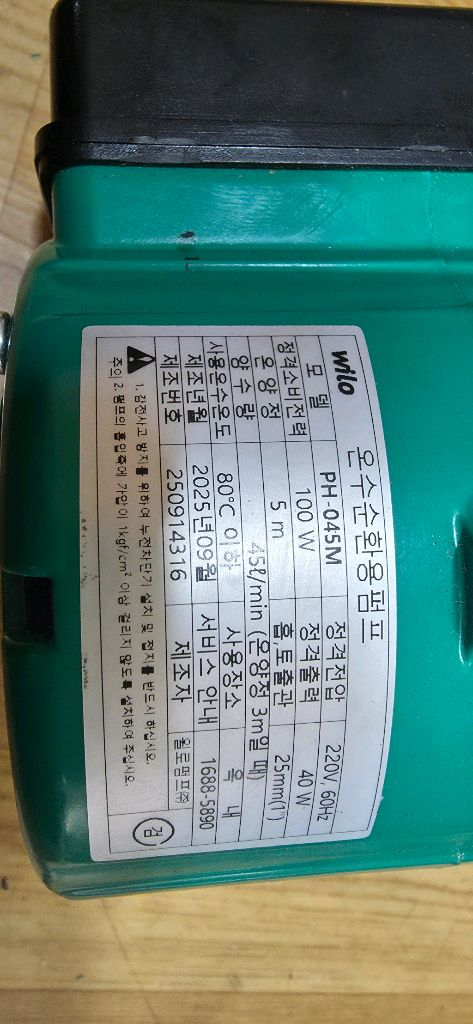 wilo 온수순환용펌프
모델 PH-045M 정격전압 220V, 60Hz
정격소비전력 100 W 정격출력 40 W
온양정 5 m 흡,토출관 25mm(1")
양수량 45ℓ/min (온양정 3m일 때)
사용온수온도 80°C 이하 사용장소 옥 내
제조년월 2025년09월 서비스 안내 1668-5890
제조번호 250914316 제조자 윌로펌프㈜
주의 1. 감전사고 방지를 위하여 누전차단기 설치 및 접지를 반드시 하십시오.
2. 펌프의 흡입측에 가압이 1kgf/cm² 이상 걸리지 않도록 설치하여 주십시오.
검